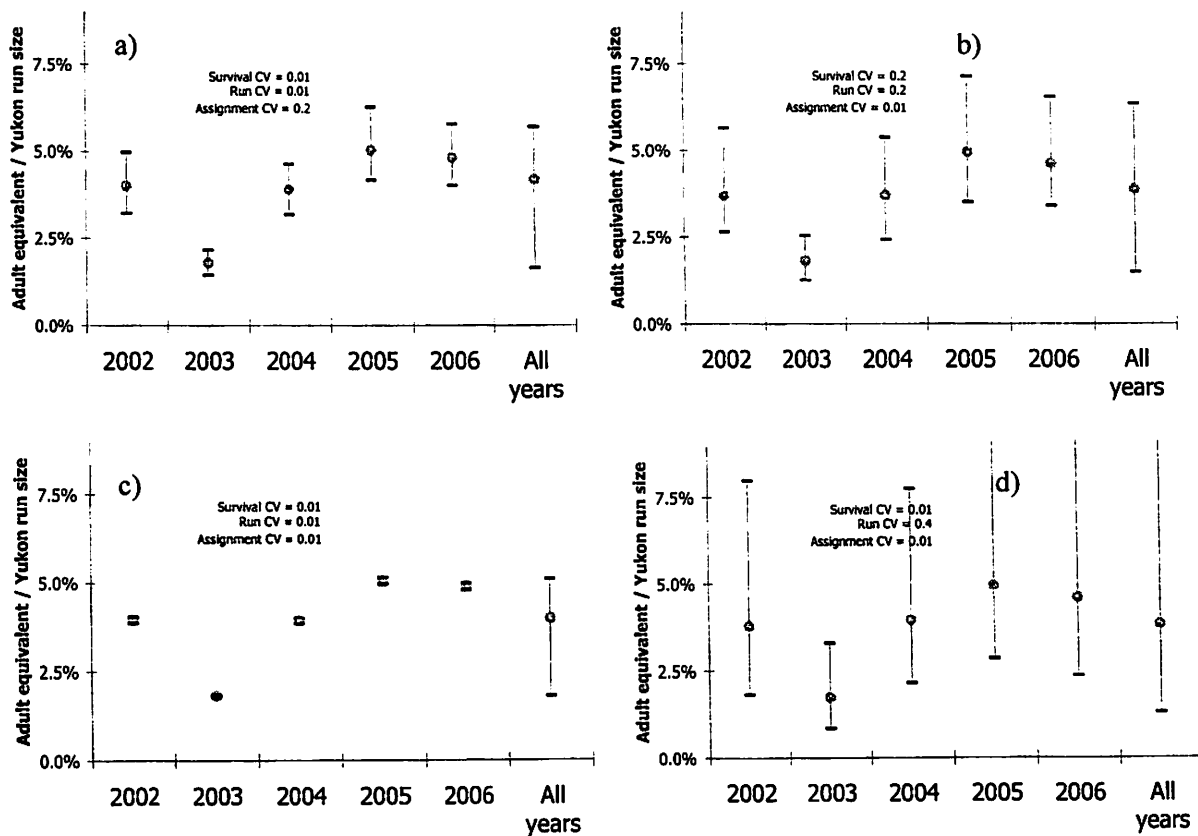 a)
Survival CV = 0.01
Run CV = 0.01
Assignment CV = 0.2
Adult equivalent / Yukon run size
7.5%
5.0%
2.5%
0.0%
2002 2003 2004 2005 2006 All
years
b)
Survival CV = 0.2
Run CV = 0.2
Assignment CV = 0.01
Adult equivalent / Yukon run size
7.5%
5.0%
2.5%
0.0%
2002 2003 2004 2005 2006 All
years
c)
Survival CV = 0.01
Run CV = 0.01
Assignment CV = 0.01
Adult equivalent / Yukon run size
7.5%
5.0%
2.5%
0.0%
2002 2003 2004 2005 2006 All
years
d)
Survival CV = 0.01
Run CV = 0.4
Assignment CV = 0.01
Adult equivalent / Yukon run size
7.5%
5.0%
2.5%
0.0%
2002 2003 2004 2005 2006 All
years